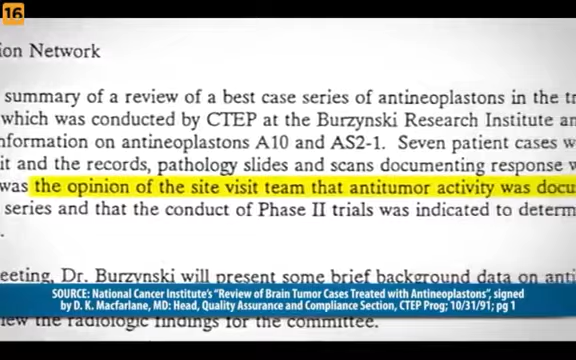 16
ion Network
summary of a review of a best case series of antineoplastons in the tr
which was conducted by CTEP at the Burzynski Research Institute an
nformation on antineoplastons A10 and AS2-1. Seven patient cases w
it and the records, pathology slides and scans documenting response
was the opinion of the site visit team that antitumor activity was docu
series and that the conduct of Phase II trials was indicated to determ
eeting, Dr. Burzynski will present some brief background data on anti
SOURCE: National Cancer Institute's "Review of Brain Tumor Cases Treated with Antineoplastons", signed
by D. K. Macfarlane, MD: Head, Quality Assurance and Compliance Section, CTEP Prog; 10/31/91; pg 1
iew the radiologic findings for the committee.